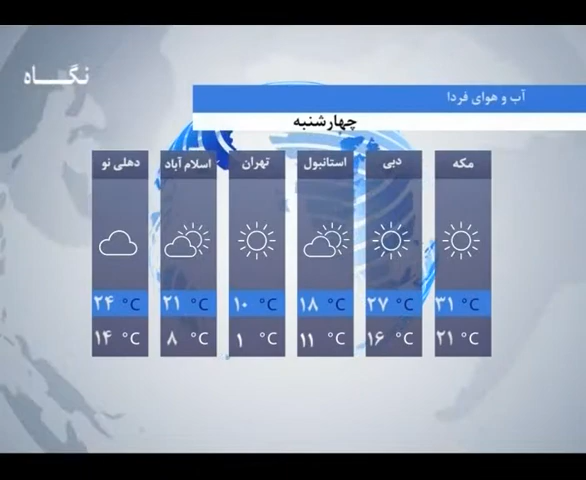 نگاه
آب و هوای فردا
چهارشنبه
مکه دبی استانبول تهران اسلام آباد دهلی نو
۳۱ °C ۲۷ °C ۱۸ °C ۱۰ °C ۲۱ °C ۲۴ °C
۲۱ °C ۱۶ °C ۱۱ °C ۱ °C ۸ °C ۱۴ °C